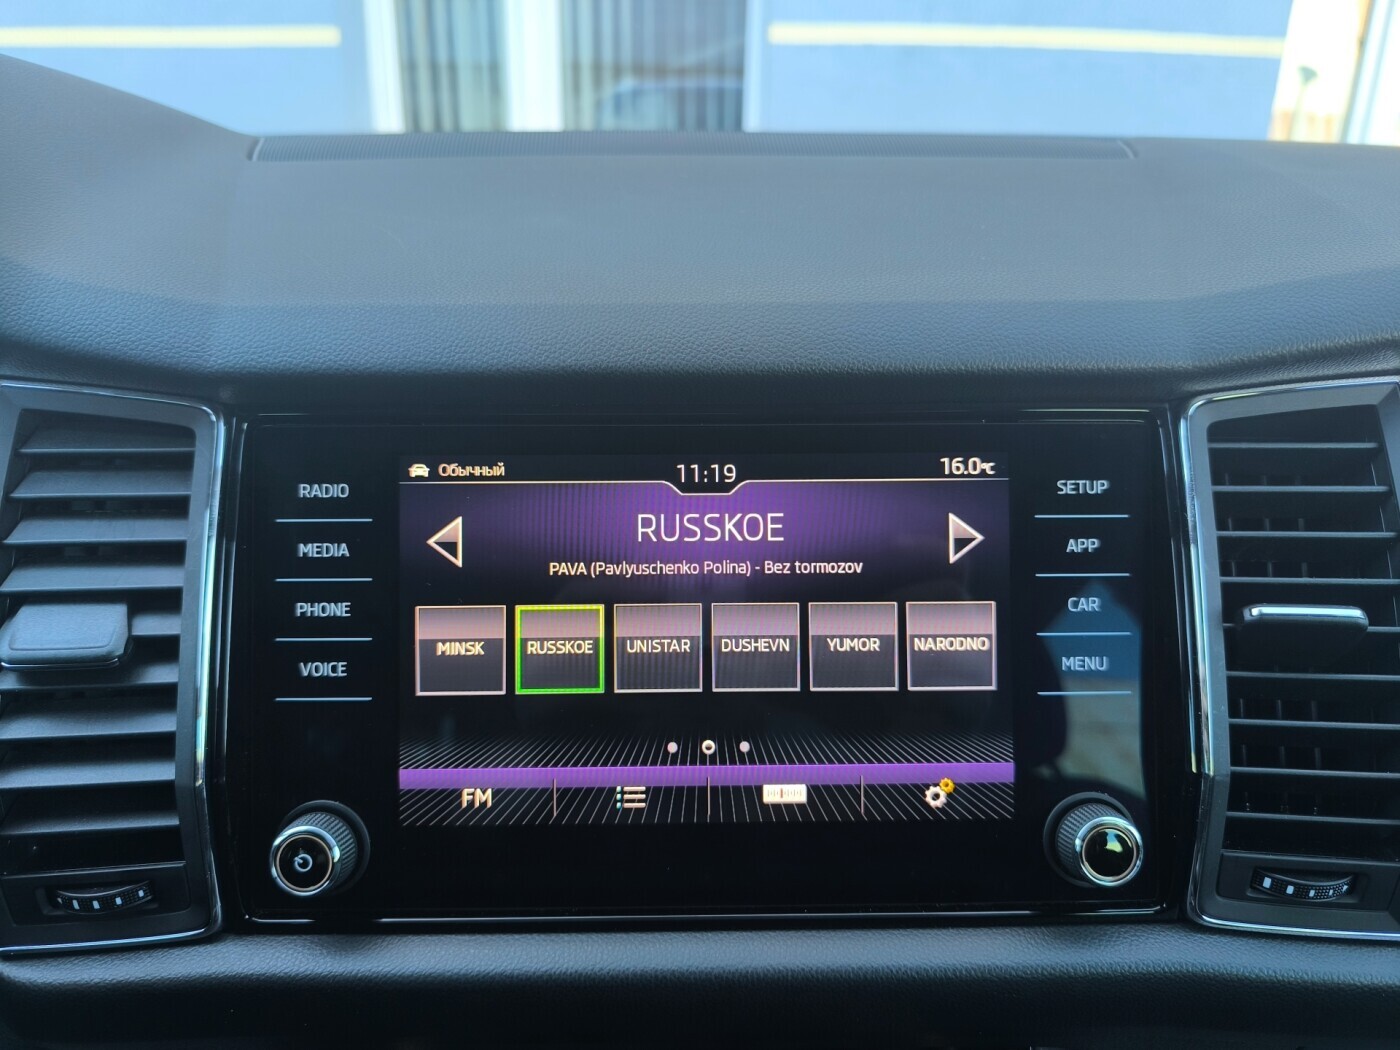 Обычный
11:19
16.0°C
RUSSKOE
PAVA (Pavlyuschenko Polina) - Bez tormozov
RADIO
MEDIA
PHONE
VOICE
MINSK
RUSSKOE
UNISTAR
DUSHEVN
YUMOR
NARODNO
SETUP
APP
CAR
MENU
FM